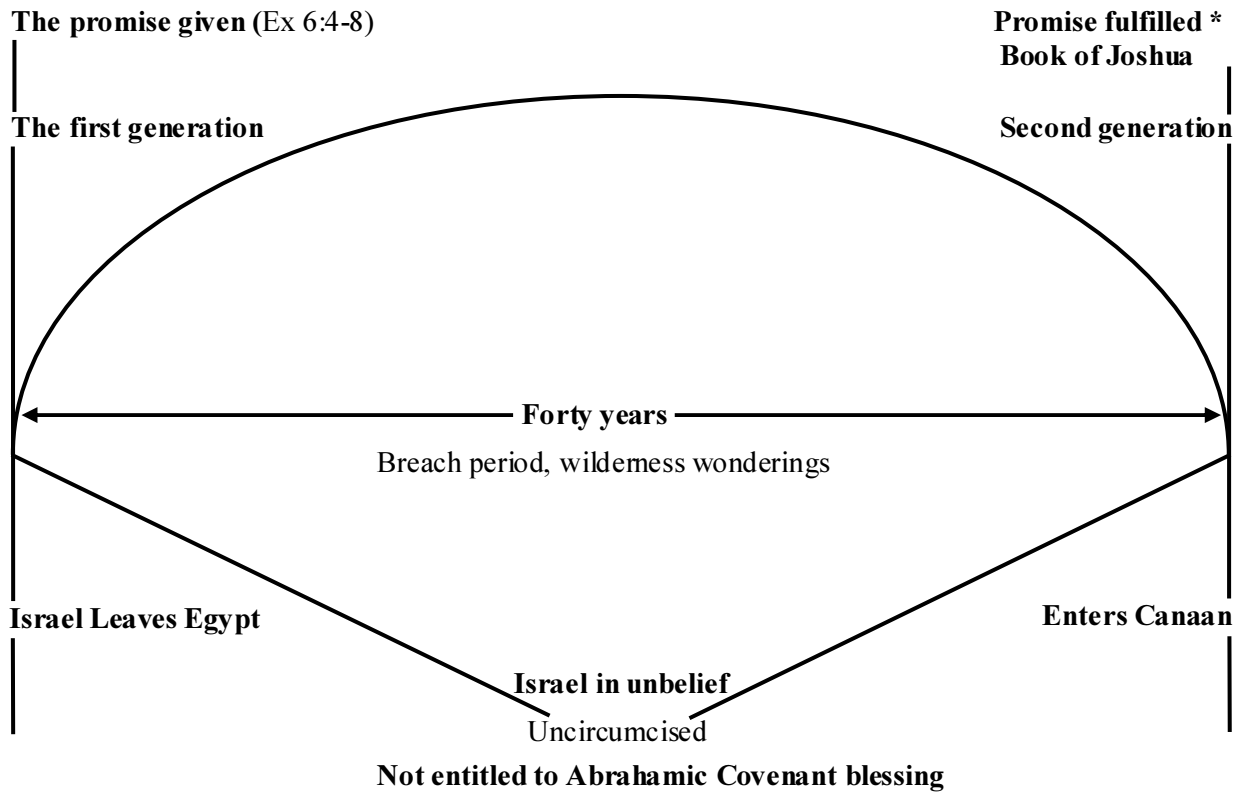 The promise given (Ex 6:4-8)
Promise fulfilled *
Book of Joshua
The first generation
Second generation
Forty years
Breach period, wilderness wonderings
Israel Leaves Egypt
Enters Canaan
Israel in unbelief
Uncircumcised
Not entitled to Abrahamic Covenant blessing